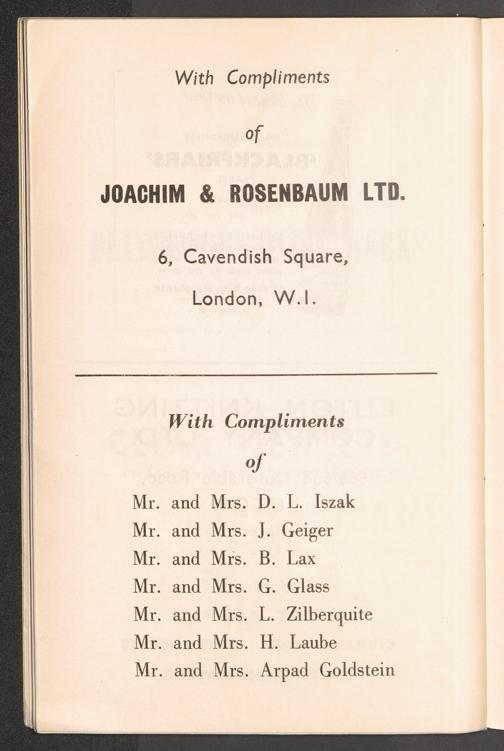 With Compliments
of
JOACHIM & ROSENBAUM LTD.
6, Cavendish Square,
London, W.1.
With Compliments
of
Mr. and Mrs. D. L. Iszak
Mr. and Mrs. J. Geiger
Mr. and Mrs. B. Lax
Mr. and Mrs. G. Glass
Mr. and Mrs. L. Zilberquite
Mr. and Mrs. H. Laube
Mr. and Mrs. Arpad Goldstein